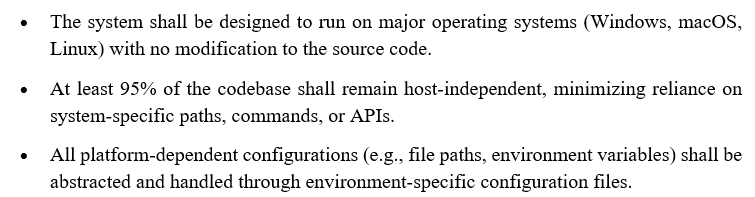 • The system shall be designed to run on major operating systems (Windows, macOS,
Linux) with no modification to the source code.
• At least 95% of the codebase shall remain host-independent, minimizing reliance on
system-specific paths, commands, or APIs.
• All platform-dependent configurations (e.g., file paths, environment variables) shall be
abstracted and handled through environment-specific configuration files.